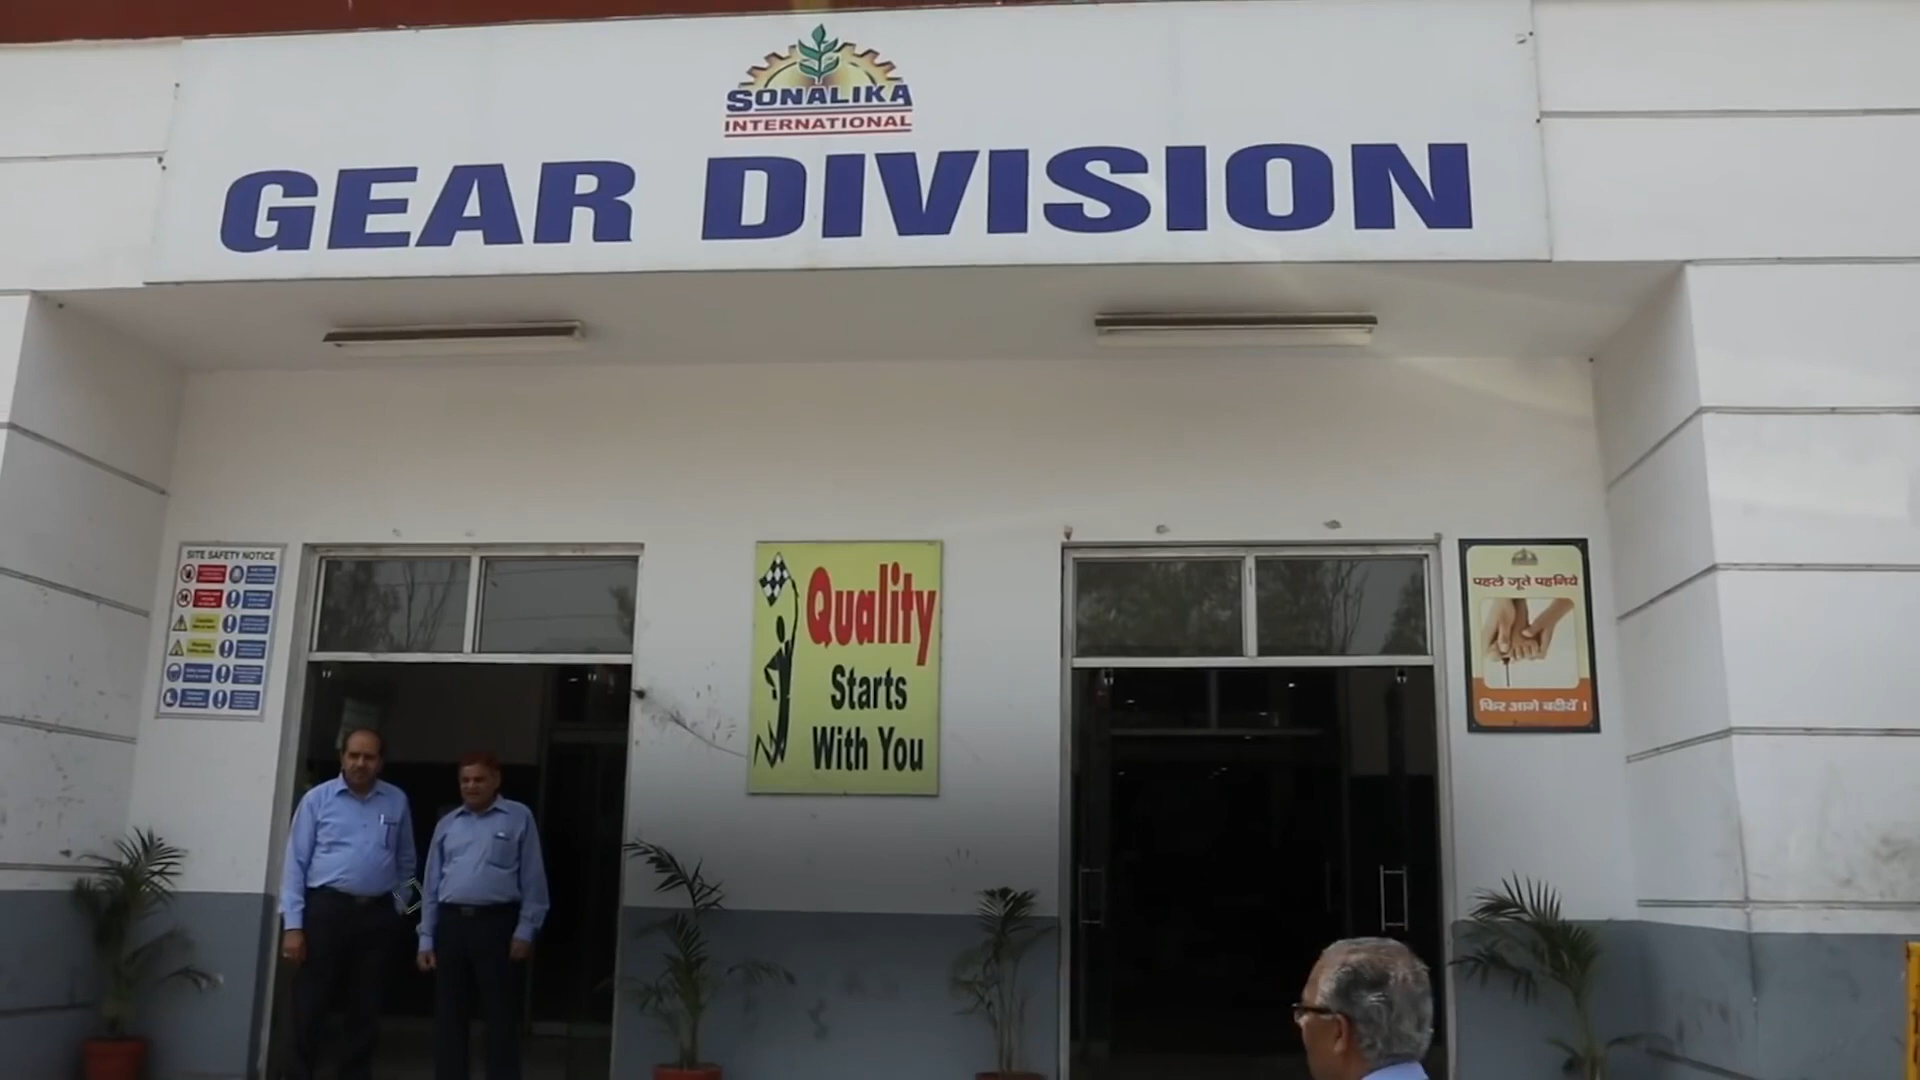 SONALIKA
INTERNATIONAL
GEAR DIVISION
SITE SAFETY NOTICE
Quality
Starts
With You
पहले जूते पहनिये
फिर आगे बढीयें ।